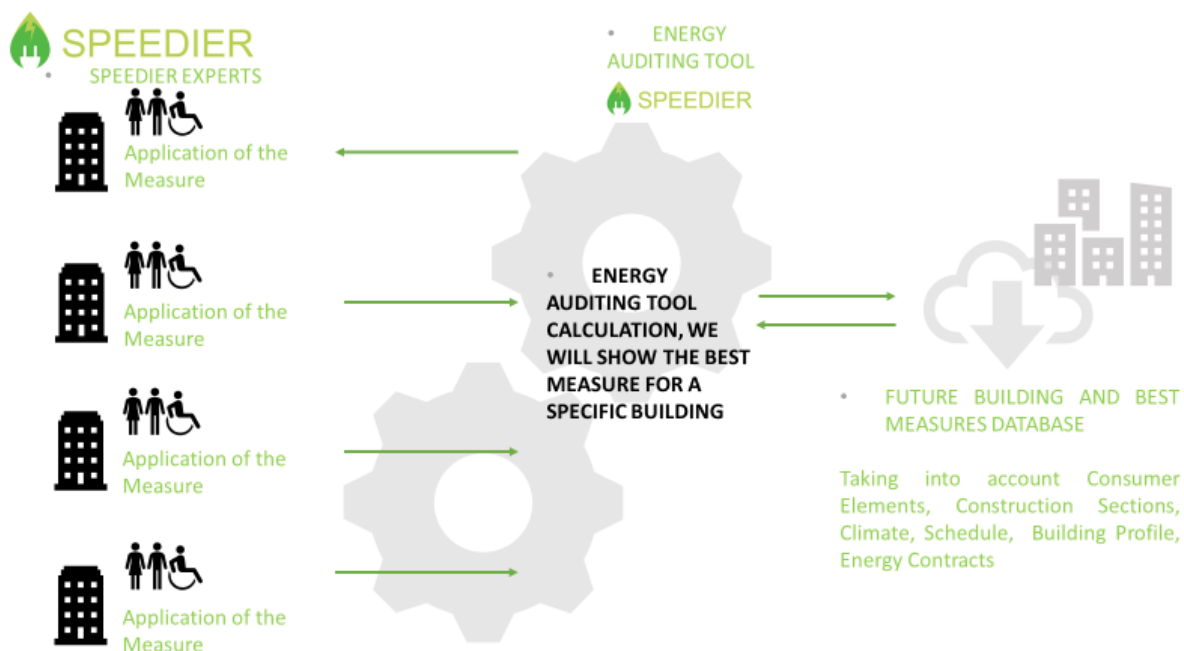 SPEEDIER
• SPEEDIER EXPERTS
Application of the
Measure
Application of the
Measure
Application of the
Measure
Application of the
Measure
• ENERGY
AUDITING TOOL
SPEEDIER
• ENERGY
AUDITING TOOL
CALCULATION, WE
WILL SHOW THE BEST
MEASURE FOR A
SPECIFIC BUILDING
• FUTURE BUILDING AND BEST
MEASURES DATABASE
Taking into account Consumer
Elements, Construction Sections,
Climate, Schedule, Building Profile,
Energy Contracts